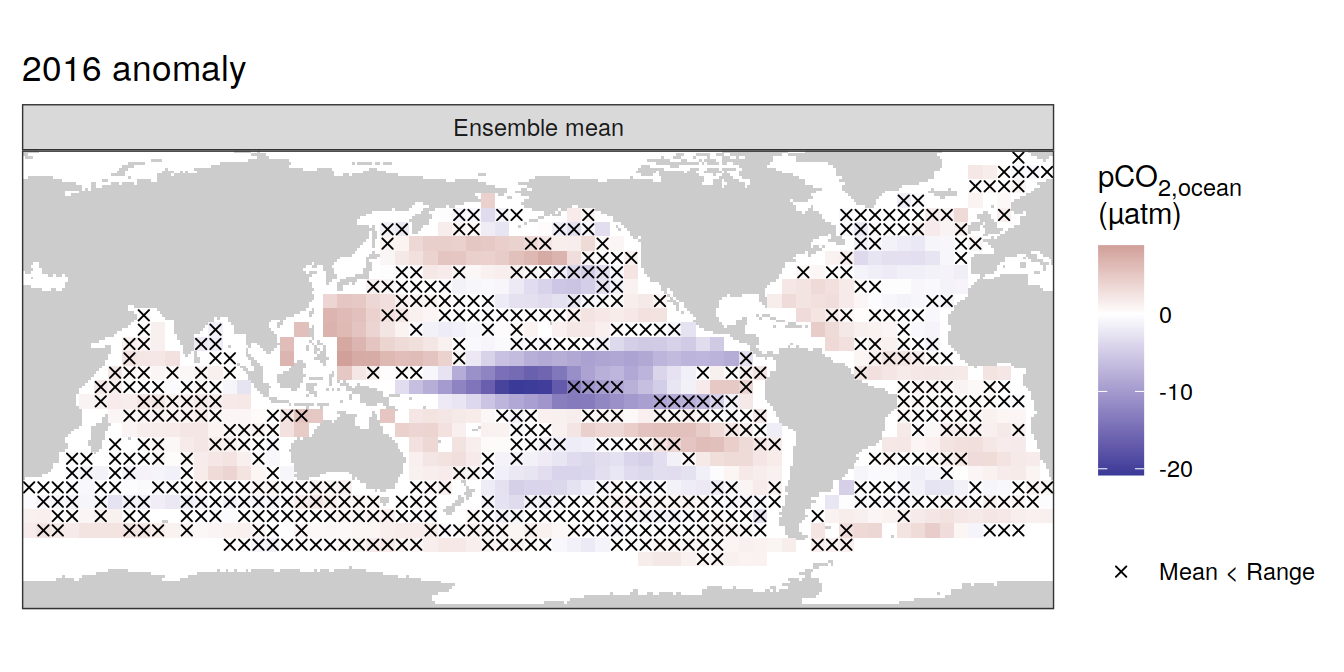 2016 anomaly
Ensemble mean
pCO2,ocean
(µatm)
0
-10
-20
× Mean < Range